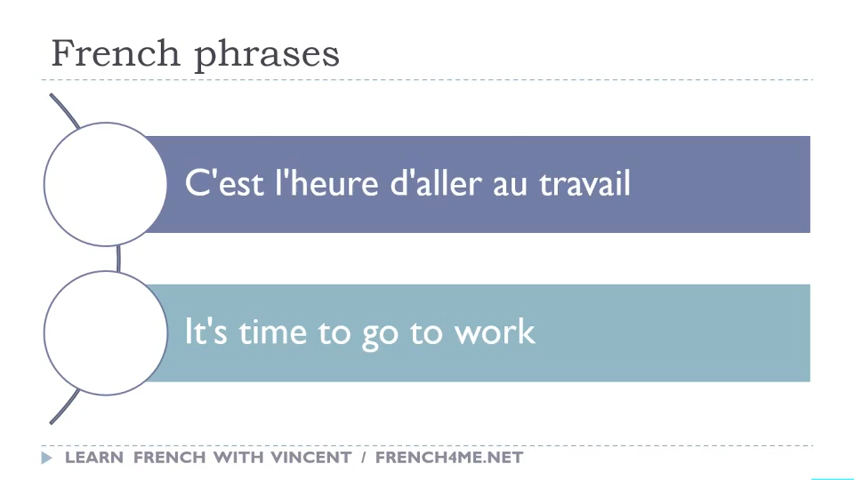 French phrases
C'est l'heure d'aller au travail
It's time to go to work
LEARN FRENCH WITH VINCENT / FRENCH4ME.NET